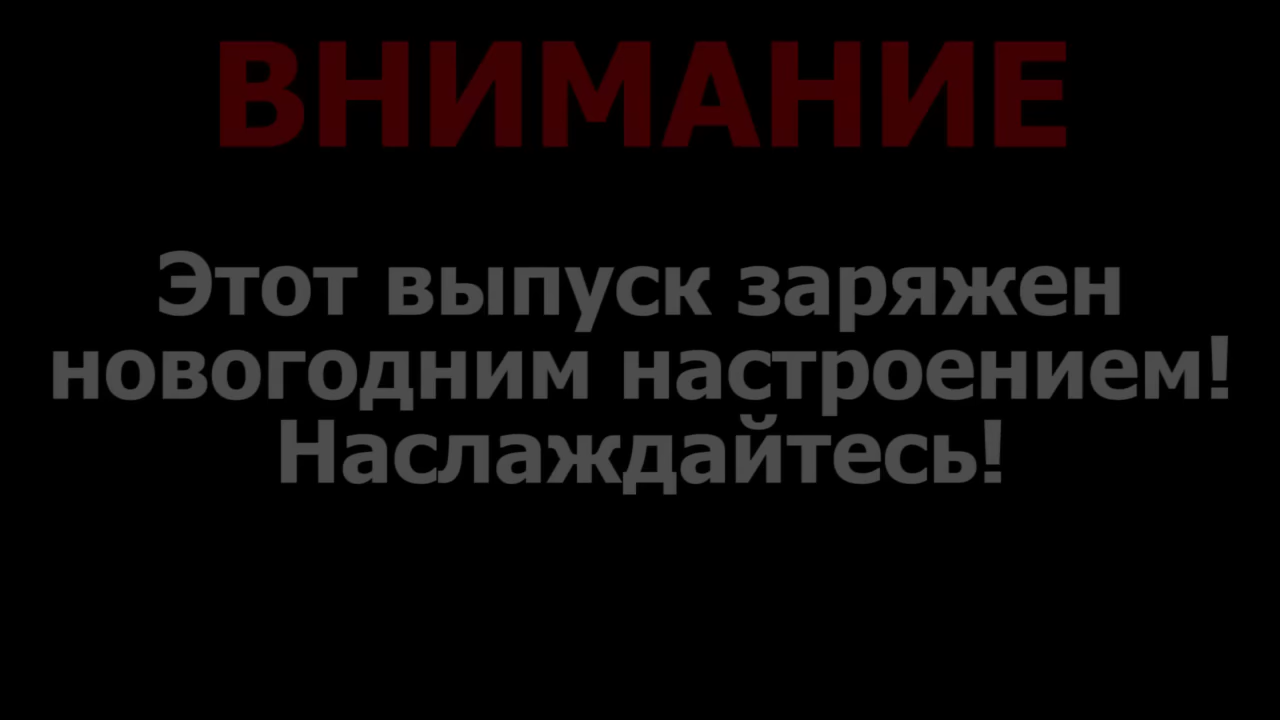 ВНИМАНИЕ
Этот выпуск заряжен
новогодним настроением!
Наслаждайтесь!